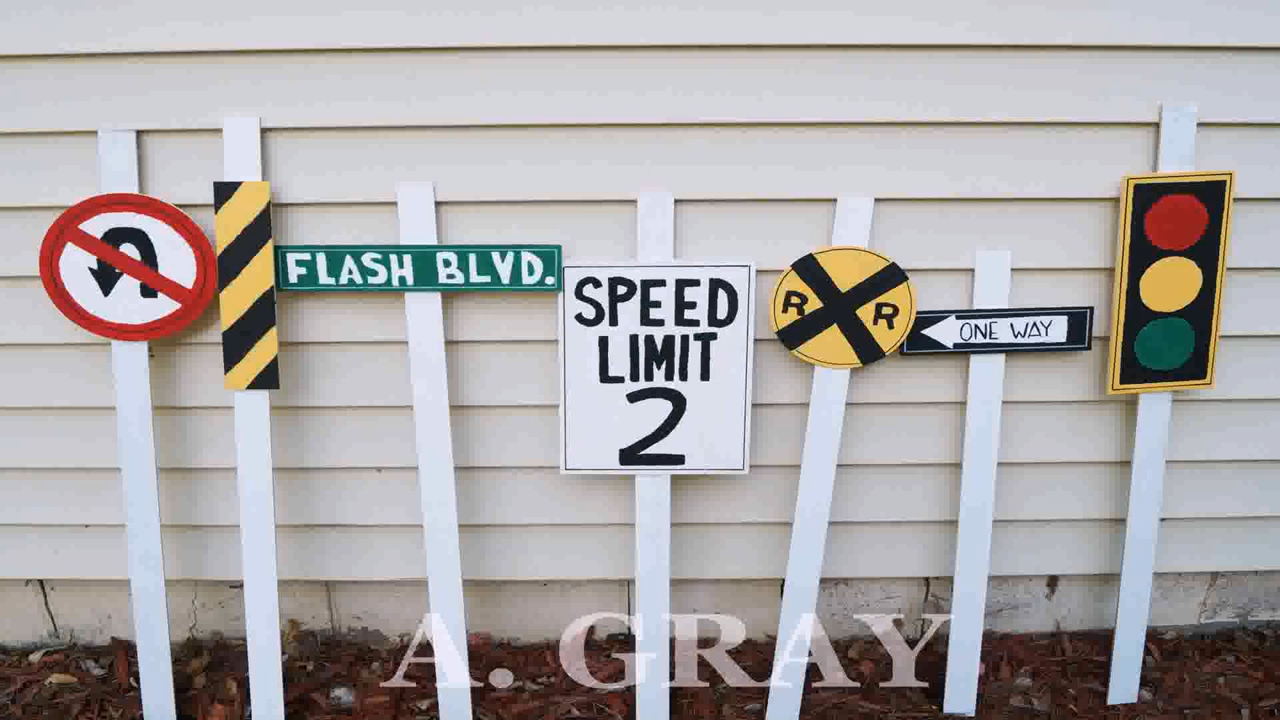 FLASH BLVD.
SPEED
LIMIT
2
R R
ONE WAY
A. GRAY